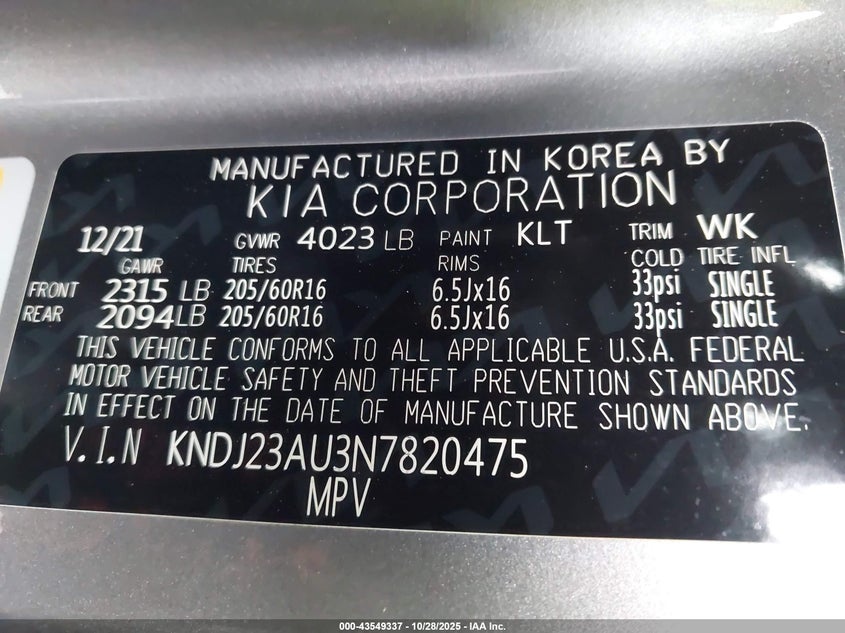 MANUFACTURED IN KOREA BY
KIA CORPORATION
12/21 GVWR 4023 LB PAINT KLT TRIM WK
GAWR TIRES RIMS COLD TIRE INFL
FRONT 2315 LB 205/60R16 6.5Jx16 33psi SINGLE
REAR 2094 LB 205/60R16 6.5Jx16 33psi SINGLE
THIS VEHICLE CONFORMS TO ALL APPLICABLE U.S.A. FEDERAL
MOTOR VEHICLE SAFETY AND THEFT PREVENTION STANDARDS
IN EFFECT ON THE DATE OF MANUFACTURE SHOWN ABOVE.
V.I.N KNDJ23AU3N7820475
MPV
000-43549337 - 10/28/2025 - IAA Inc.